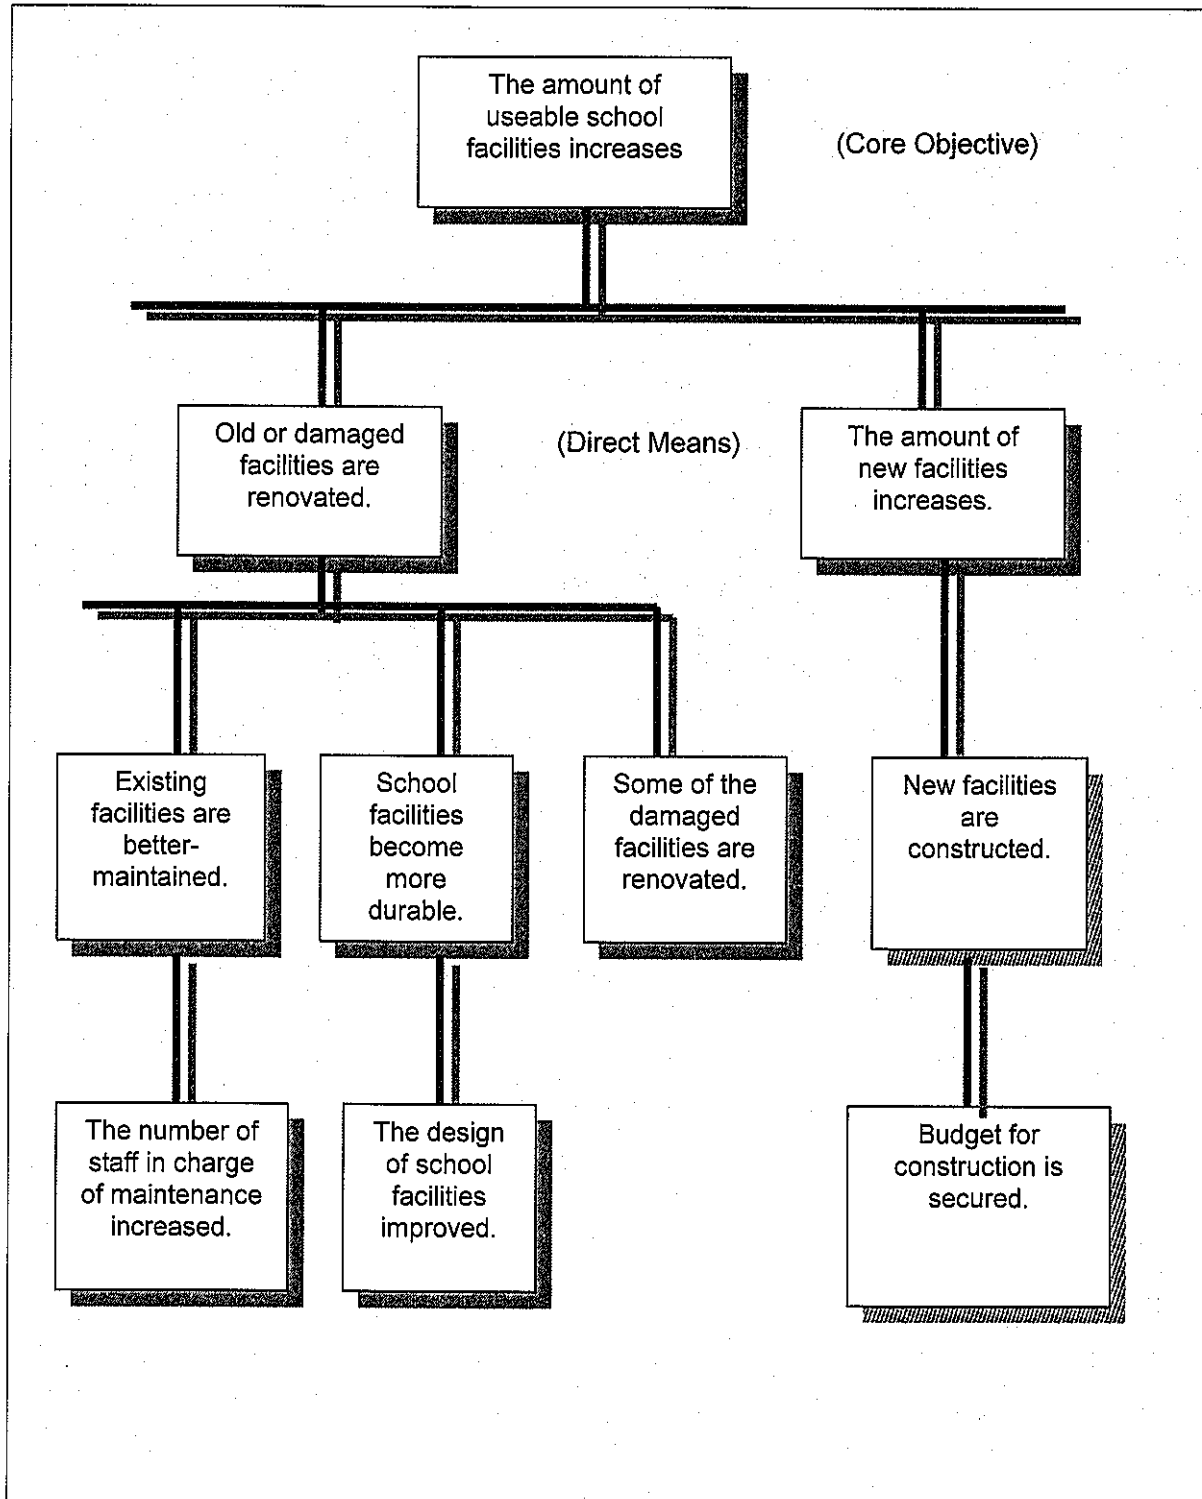 The amount of
useable school
facilities increases
(Core Objective)
Old or damaged
facilities are
renovated.
(Direct Means)
The amount of
new facilities
increases.
Existing
facilities are
better-
maintained.
School
facilities
become
more
durable.
Some of the
damaged
facilities are
renovated.
New facilities
are
constructed.
The number of
staff in charge
of maintenance
increased.
The design
of school
facilities
improved.
Budget for
construction is
secured.